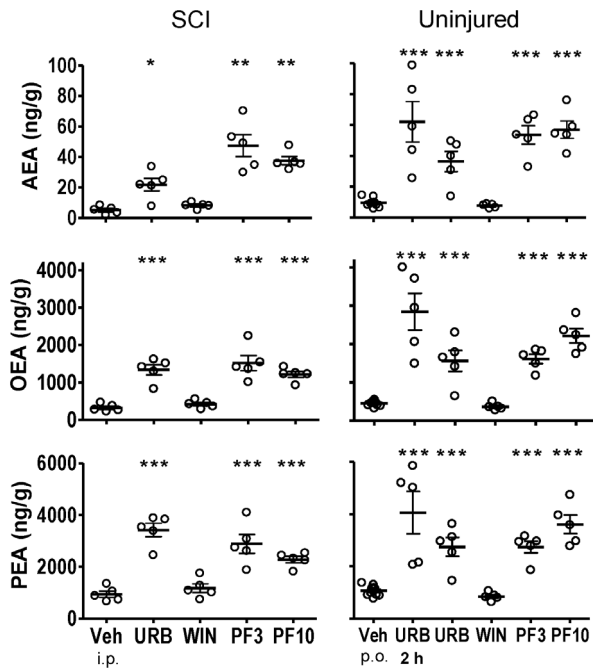 SCI Uninjured
* ** ** *** *** *** ***
AEA (ng/g)
100
80
60
40
20
0
*** *** *** *** *** *** ***
OEA (ng/g)
4000
3000
2000
1000
0
*** *** *** *** *** *** ***
PEA (ng/g)
6000
4000
2000
0
Veh URB WIN PF3 PF10 Veh URB URB WIN PF3 PF10
i.p. p.o. 2 h